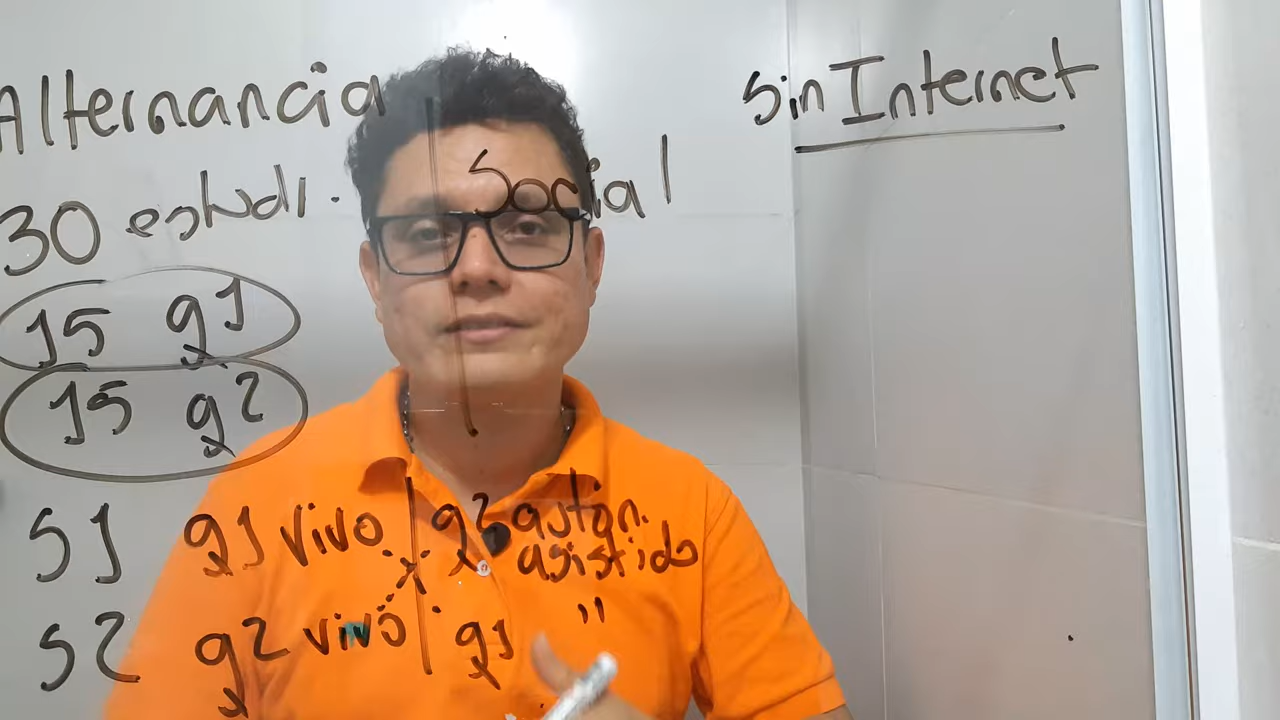 Alternancia
Sin Internet
Social
30 estudi.
15 g1
15 g2
S1 g1 vivo g2 autón.
asistido
S2 g2 vivo g1 "